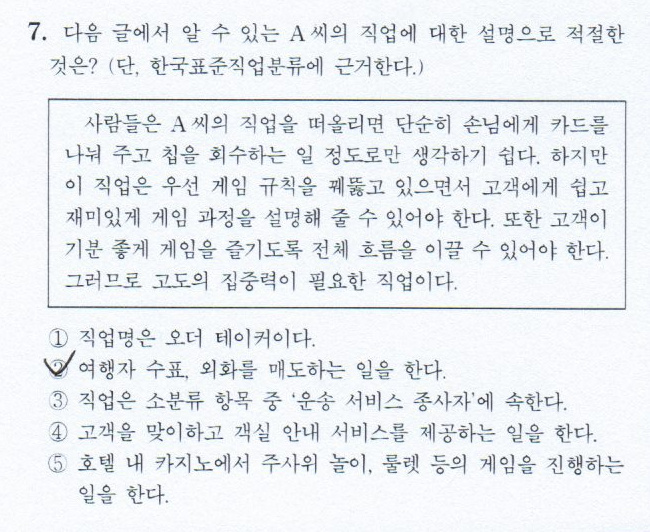 7. 다음 글에서 알 수 있는 A 씨의 직업에 대한 설명으로 적절한
것은? (단, 한국표준직업분류에 근거한다.)
사람들은 A 씨의 직업을 떠올리면 단순히 손님에게 카드를
나눠 주고 칩을 회수하는 일 정도로만 생각하기 쉽다. 하지만
이 직업은 우선 게임 규칙을 꿰뚫고 있으면서 고객에게 쉽고
재미있게 게임 과정을 설명해 줄 수 있어야 한다. 또한 고객이
기분 좋게 게임을 즐기도록 전체 흐름을 이끌 수 있어야 한다.
그러므로 고도의 집중력이 필요한 직업이다.
① 직업명은 오더 테이커이다.
② 여행자 수표, 외화를 매도하는 일을 한다.
③ 직업은 소분류 항목 중 ‘운송 서비스 종사자’에 속한다.
④ 고객을 맞이하고 객실 안내 서비스를 제공하는 일을 한다.
⑤ 호텔 내 카지노에서 주사위 놀이, 룰렛 등의 게임을 진행하는
일을 한다.